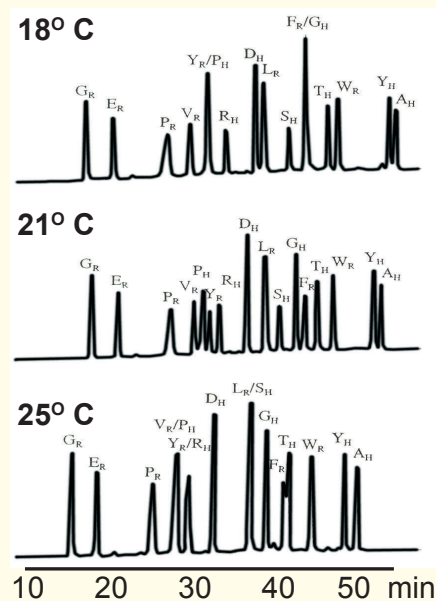 18° C
G_R E_R P_R V_R Y_R/P_H R_H D_H L_R S_H F_R/G_H T_H W_R Y_H A_H
21° C
G_R E_R P_R V_R P_H Y_R R_H D_H L_R S_H G_H F_R T_H W_R Y_H A_H
25° C
G_R E_R P_R V_R/P_H Y_R/R_H D_H L_R/S_H G_H F_R T_H W_R Y_H A_H
10 20 30 40 50 min